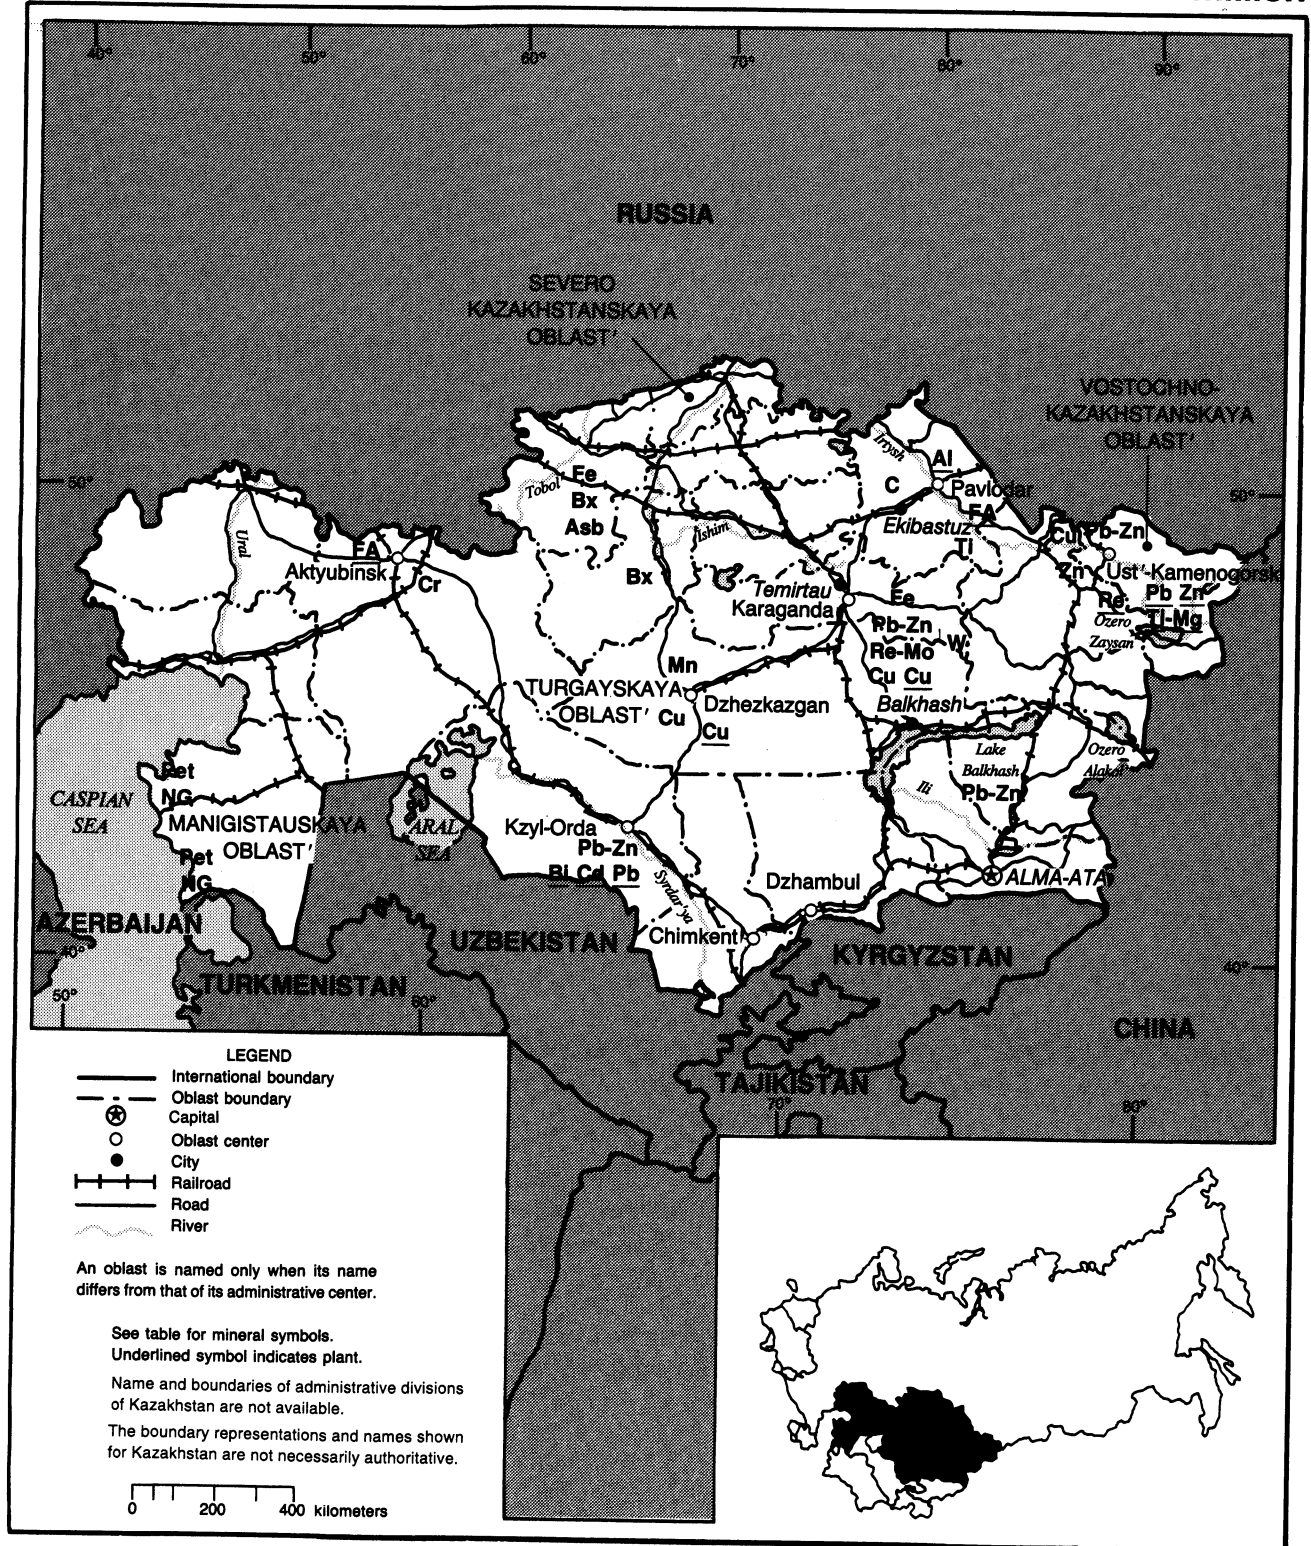 40°
50°
60°
70°
80°
90°
RUSSIA
SEVERO
KAZAKHSTANSKAYA
OBLAST'
VOSTOCHNO-
KAZAKHSTANSKAYA
OBLAST'
50°
50°
Irtysh
Al
Pavlodar
C
FA
Ekibastuz
Ti
Tobol
Fe
Bx
Asb
Ishim
Bx
Ural
FA
Aktyubinsk
Cr
Cu
Pb-Zn
Zn
Ust'-Kamenogorsk
Re
Pb Zn
Ti-Mg
Ozero
Zaysan
Temirtau
Karaganda
Fe
Pb-Zn
Re-Mo
W
Cu Cu
Balkhash
Mn
TURGAYSKAYA
OBLAST'
Dzhezkazgan
Cu
Cu
Lake
Balkhash
Ozero
Alakol
Ili
Pb-Zn
Pet
NG
CASPIAN
SEA
MANIGISTAUSKAYA
OBLAST'
Pet
NG
ARAL
SEA
Kzyl-Orda
Pb-Zn
Bi Cd Pb
Syrdar'ya
Dzhambul
ALMA-ATA
Chimkent
AZERBAIJAN
UZBEKISTAN
KYRGYZSTAN
40°
40°
TURKMENISTAN
50°
60°
CHINA
TAJIKISTAN
70°
80°
LEGEND
International boundary
Oblast boundary
Capital
Oblast center
City
Railroad
Road
River
An oblast is named only when its name
differs from that of its administrative center.
See table for mineral symbols.
Underlined symbol indicates plant.
Name and boundaries of administrative divisions
of Kazakhstan are not available.
The boundary representations and names shown
for Kazakhstan are not necessarily authoritative.
0 200 400 kilometers